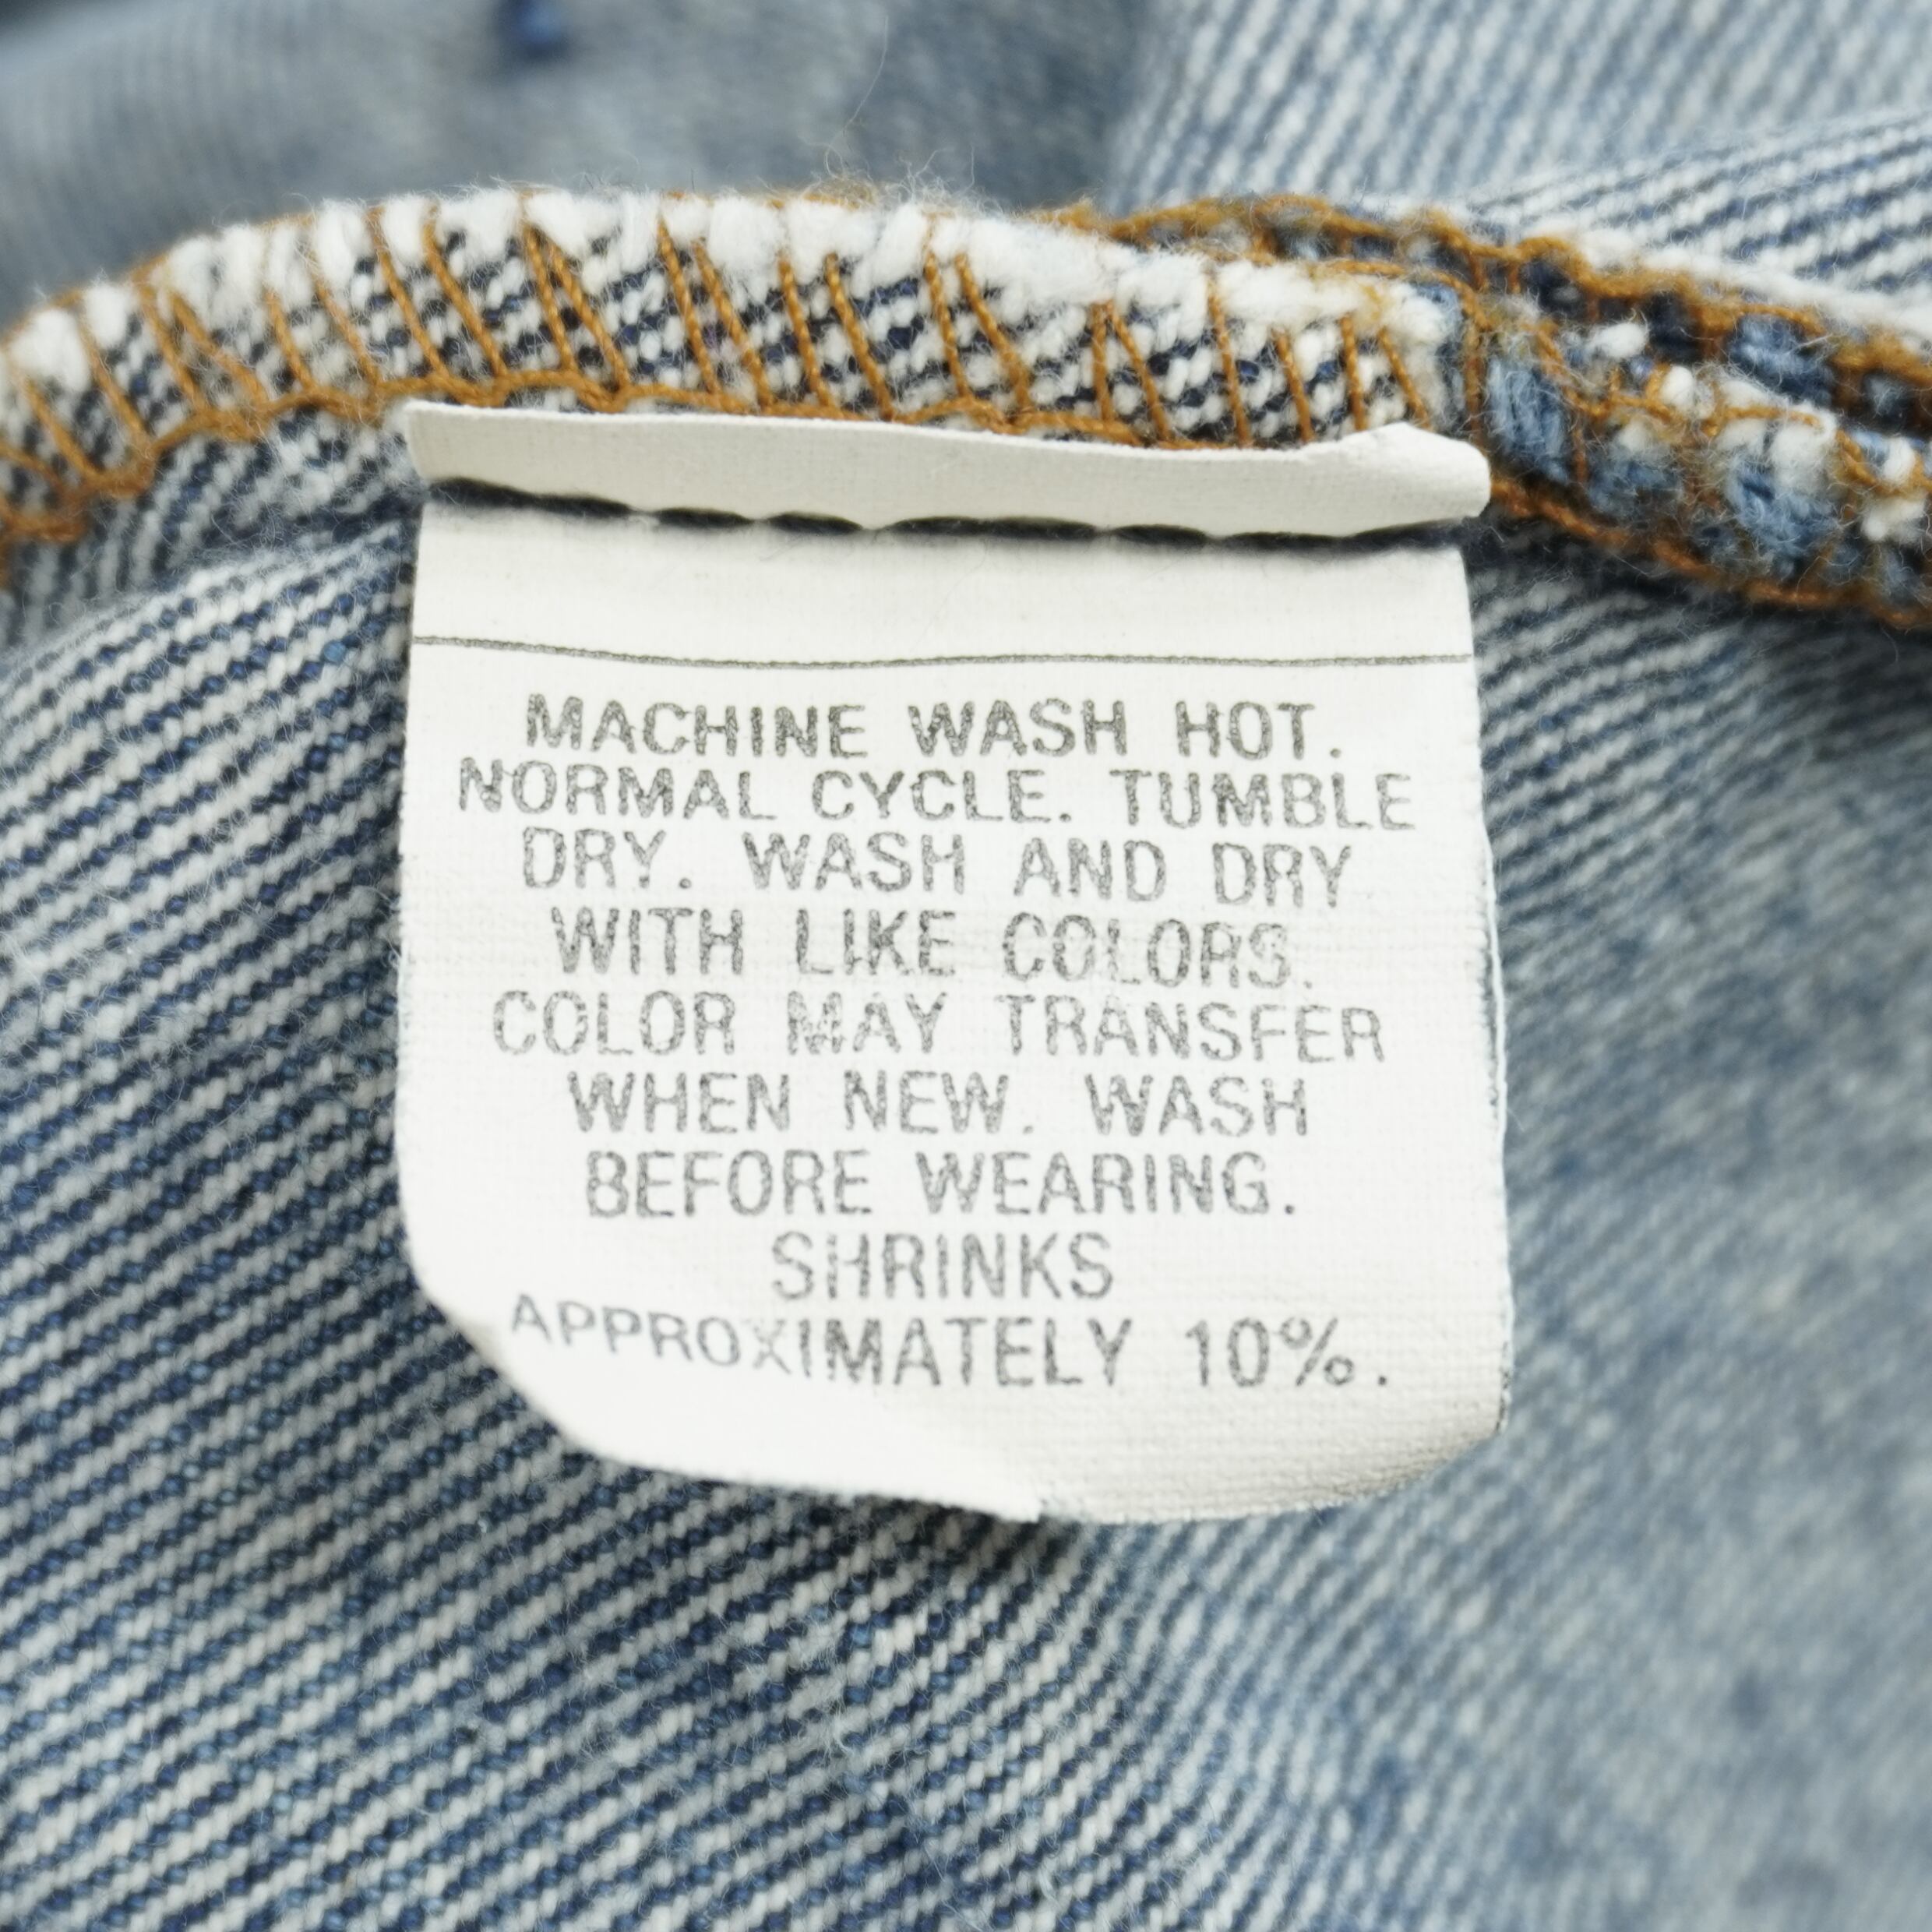 MACHINE WASH HOT.
NORMAL CYCLE. TUMBLE
DRY. WASH AND DRY
WITH LIKE COLORS.
COLOR MAY TRANSFER
WHEN NEW. WASH
BEFORE WEARING.
SHRINKS
APPROXIMATELY 10%.